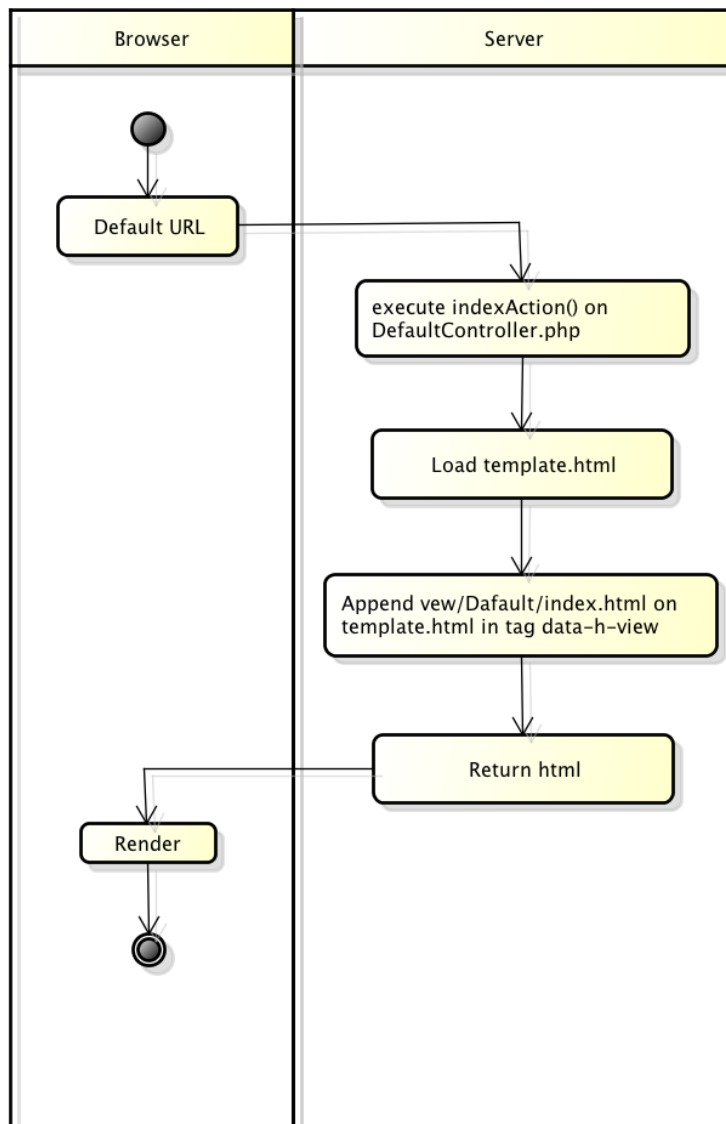 Browser
Server
Default URL
execute indexAction() on
DefaultController.php
Load template.html
Append vew/Dafault/index.html on
template.html in tag data-h-view
Return html
Render